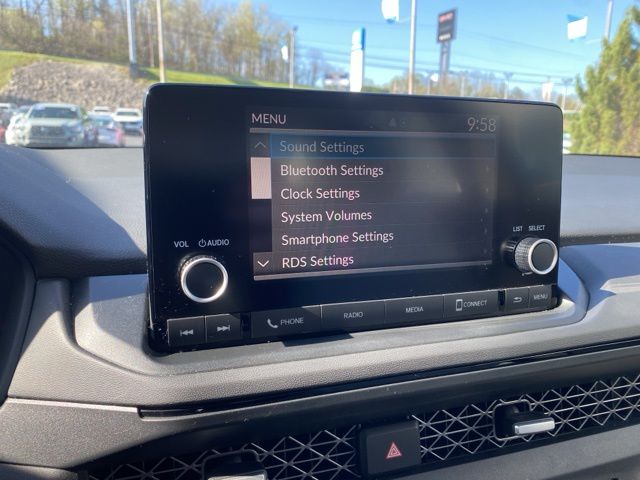 MENU
9:58
Sound Settings
Bluetooth Settings
Clock Settings
System Volumes
Smartphone Settings
RDS Settings
VOL AUDIO
LIST SELECT
PHONE RADIO MEDIA CONNECT MENU